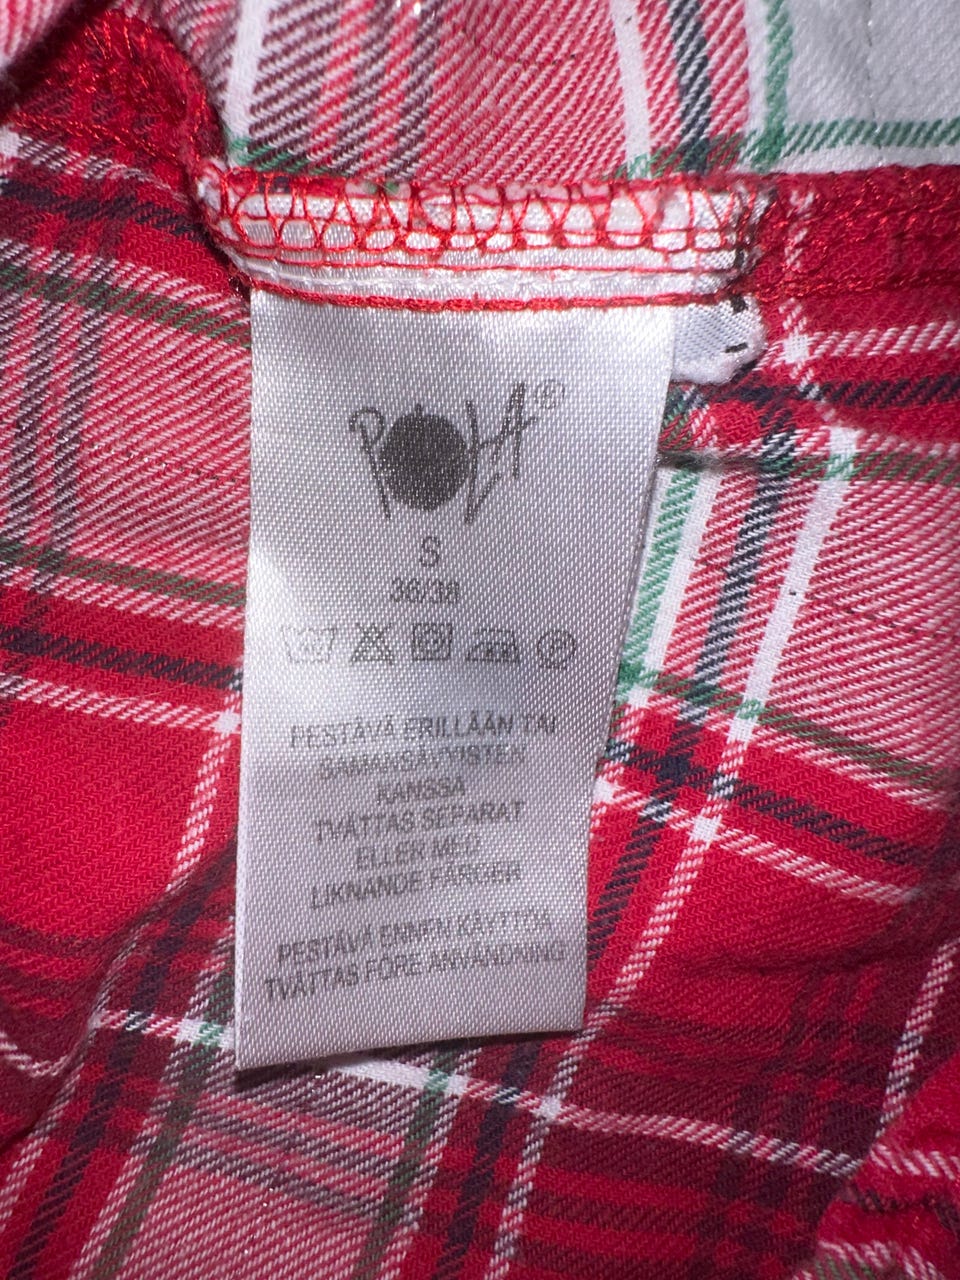 POLA®
S
36/38
PESTÄVÄ ERILLÄÄN TAI
SAMANSÄVYISTEN
KANSSA
TVÄTTAS SEPARAT
ELLER MED
LIKNANDE FÄRGER
PESTÄVÄ ENNEN KÄYTTÖÄ
TVÄTTAS FÖRE ANVÄNDNING